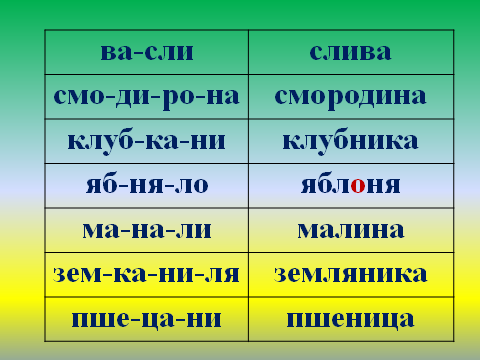 ва-сли слива
смо-ди-ро-на смородина
клуб-ка-ни клубника
яб-ня-ло яблоня
ма-на-ли малина
зем-ка-ни-ля земляника
пше-ца-ни пшеница